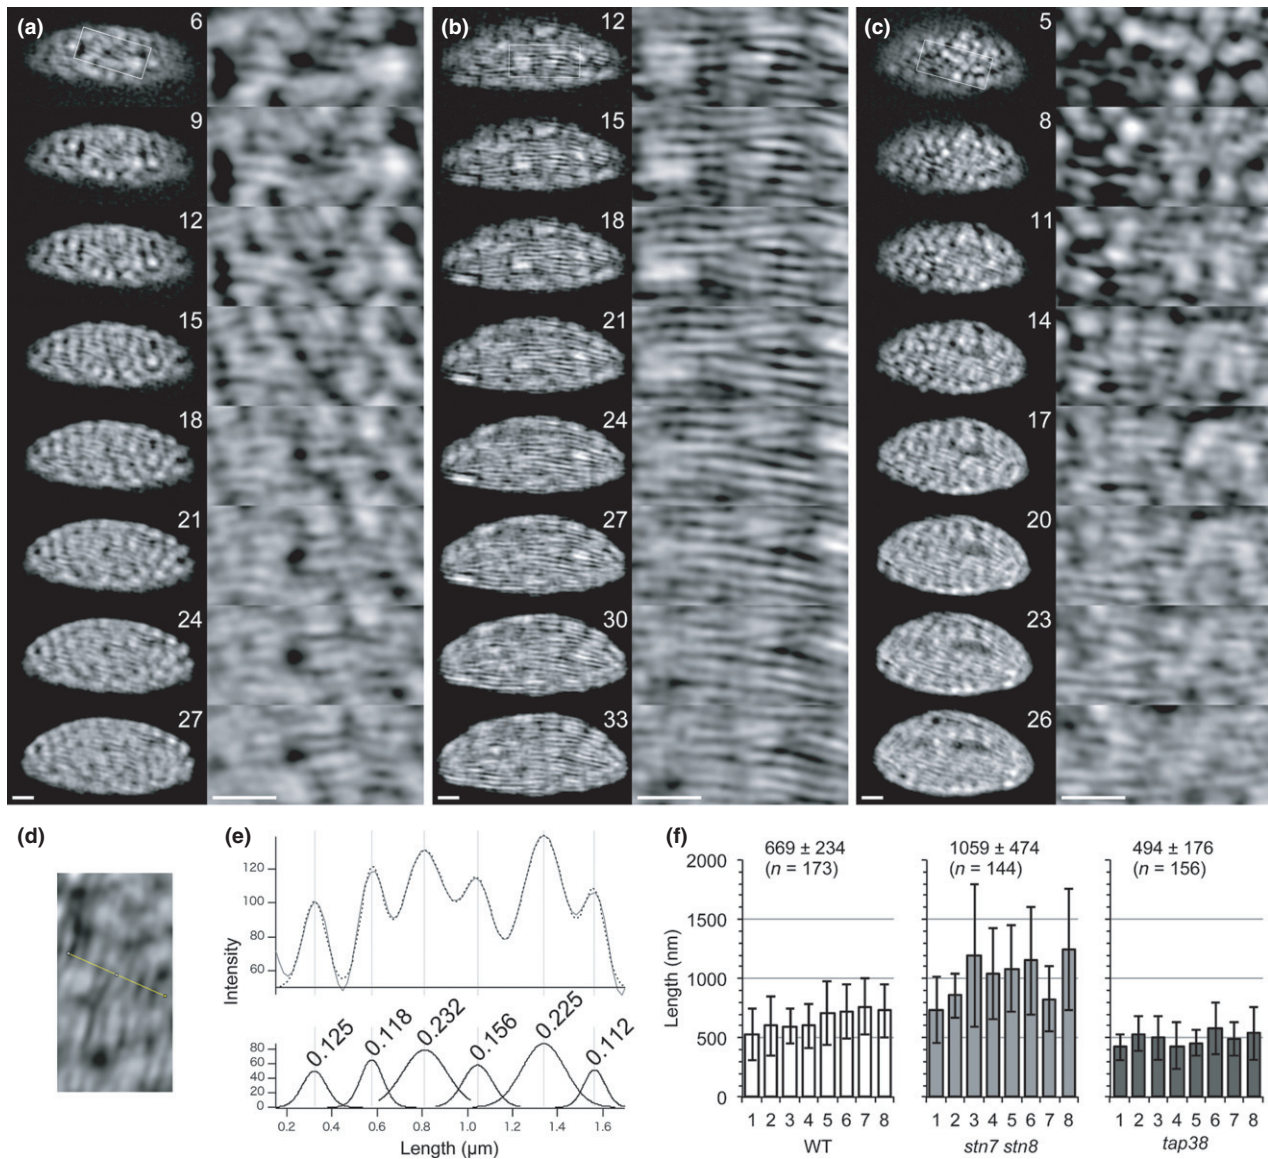 (a)
6
9
12
15
18
21
24
27
(b)
12
15
18
21
24
27
30
33
(c)
5
8
11
14
17
20
23
26
(d)
(e)
Intensity
120
100
80
60
0.125
0.118
0.232
0.156
0.225
0.112
80
60
40
20
0
0.2 0.4 0.6 0.8 1.0 1.2 1.4 1.6
Length (µm)
(f)
669 ± 234
(n = 173)
1059 ± 474
(n = 144)
494 ± 176
(n = 156)
Length (nm)
2000
1500
1000
500
0
1 2 3 4 5 6 7 8
WT
1 2 3 4 5 6 7 8
stn7 stn8
1 2 3 4 5 6 7 8
tap38